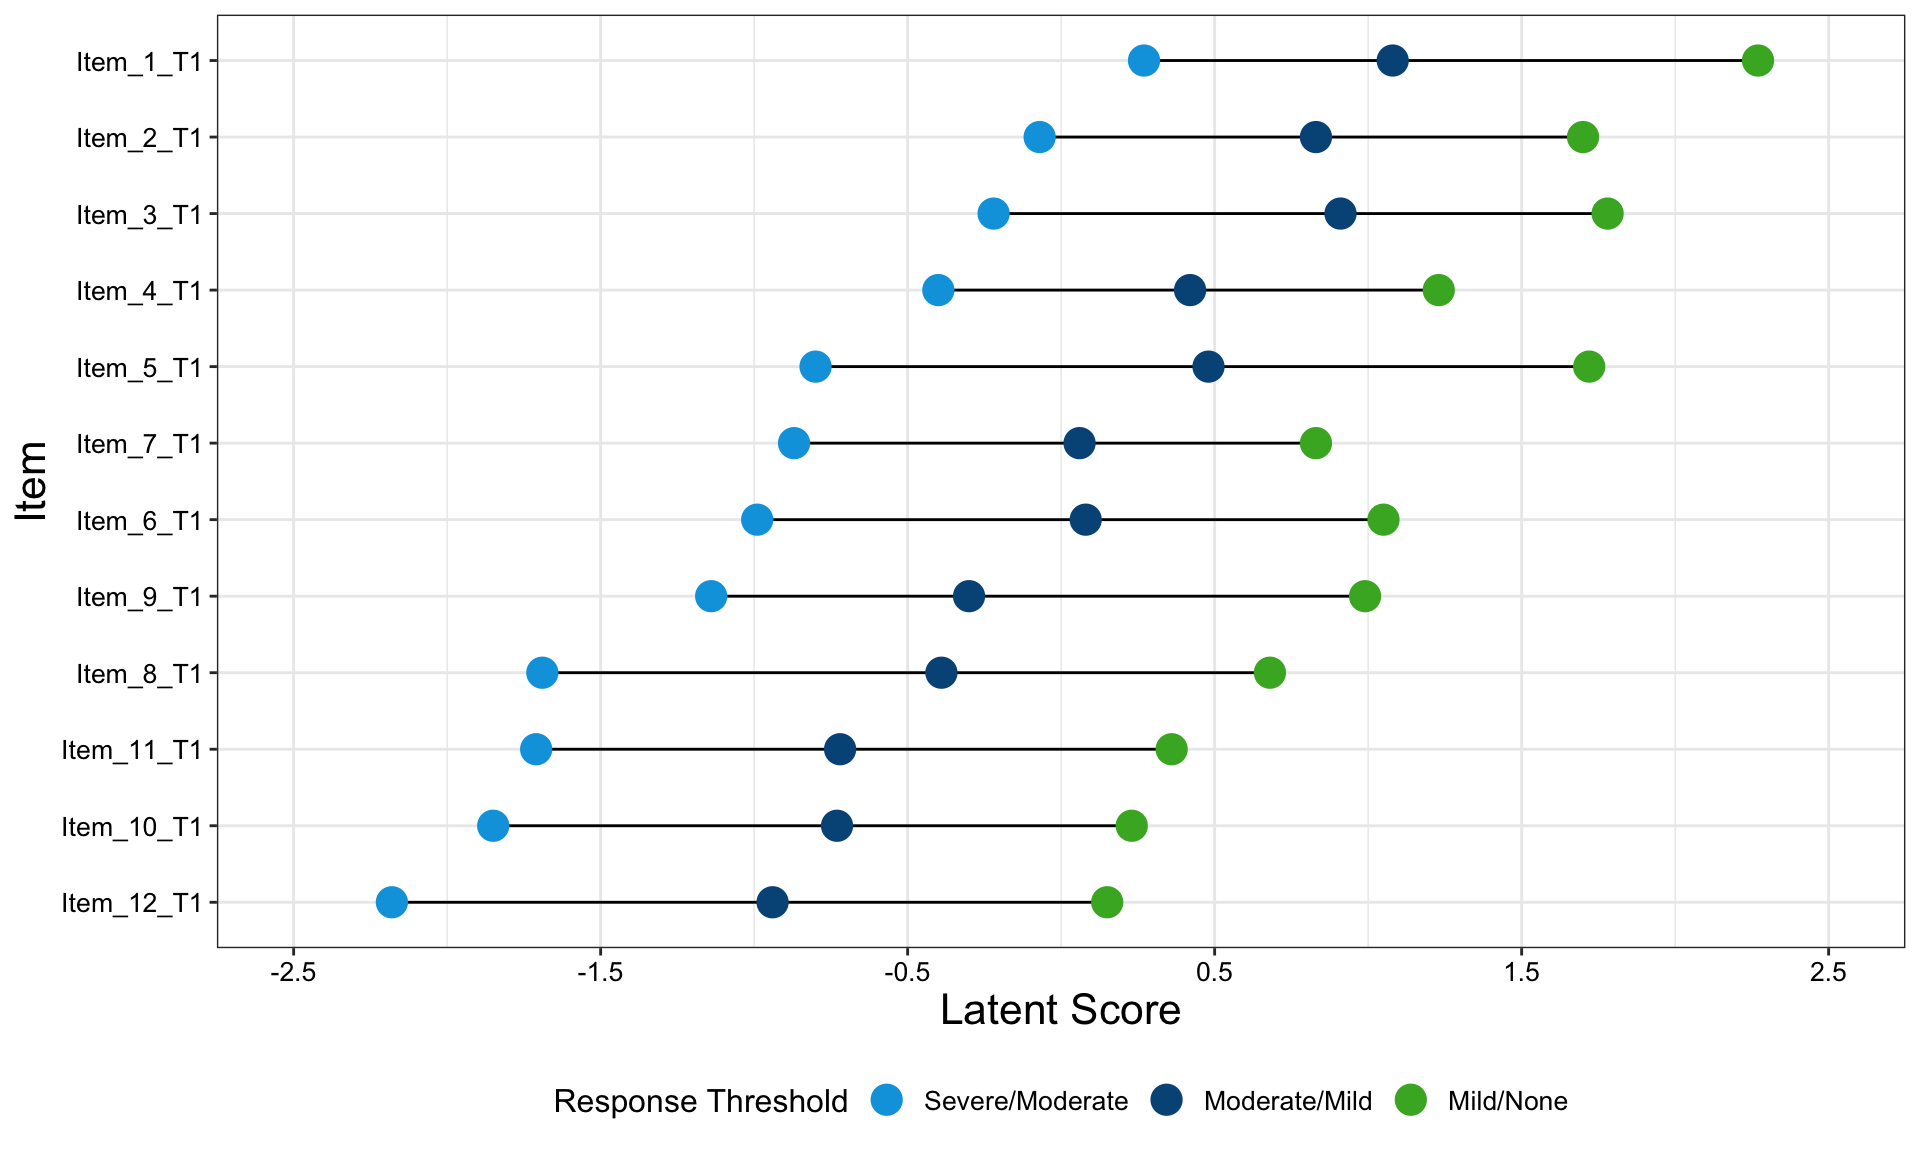 Item_1_T1
Item_2_T1
Item_3_T1
Item_4_T1
Item_5_T1
Item_7_T1
Item_6_T1
Item_9_T1
Item_8_T1
Item_11_T1
Item_10_T1
Item_12_T1
Item
-2.5 -1.5 -0.5 0.5 1.5 2.5
Latent Score
Response Threshold Severe/Moderate Moderate/Mild Mild/None